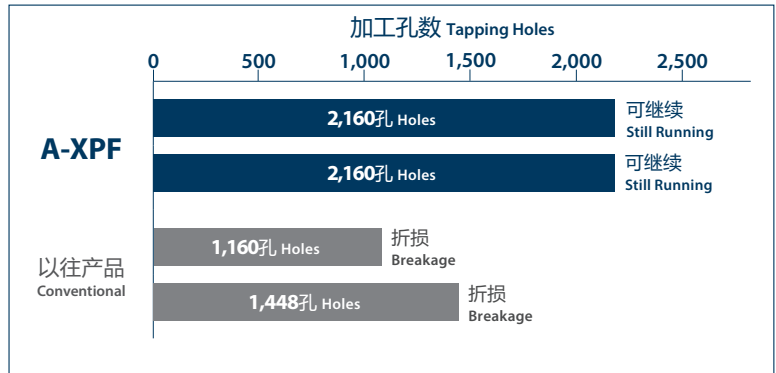 加工孔数 Tapping Holes
0 500 1,000 1,500 2,000 2,500
A-XPF
2,160孔 Holes
可继续
Still Running
2,160孔 Holes
可继续
Still Running
以往产品
Conventional
1,160孔 Holes
折损
Breakage
1,448孔 Holes
折损
Breakage